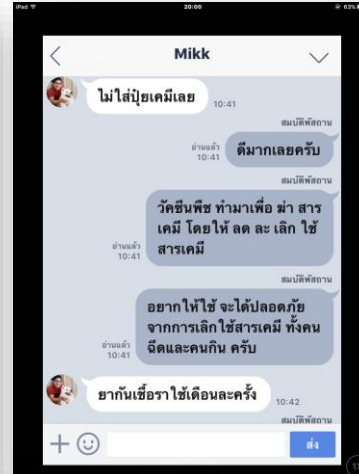 iPad
20:00
63%
Mikk
ไม่ใส่ปุ๋ยเคมีเลย
10:41
สมบัติพัสถาน
ดีมากเลยครับ
อ่านแล้ว
10:41
สมบัติพัสถาน
วัคซีนพืช ทำมาเพื่อ ฆ่า สาร
เคมี โดยให้ ลด ละ เลิก ใช้
สารเคมี
อ่านแล้ว
10:41
สมบัติพัสถาน
อยากให้ใช้ จะได้ปลอดภัย
จากการเลิกใช้สารเคมี ทั้งคน
ฉีดและคนกิน ครับ
อ่านแล้ว
10:41
ยากันเชื้อราใช้เดือนละครั้ง
10:42
สมบัติพัสถาน
ส่ง